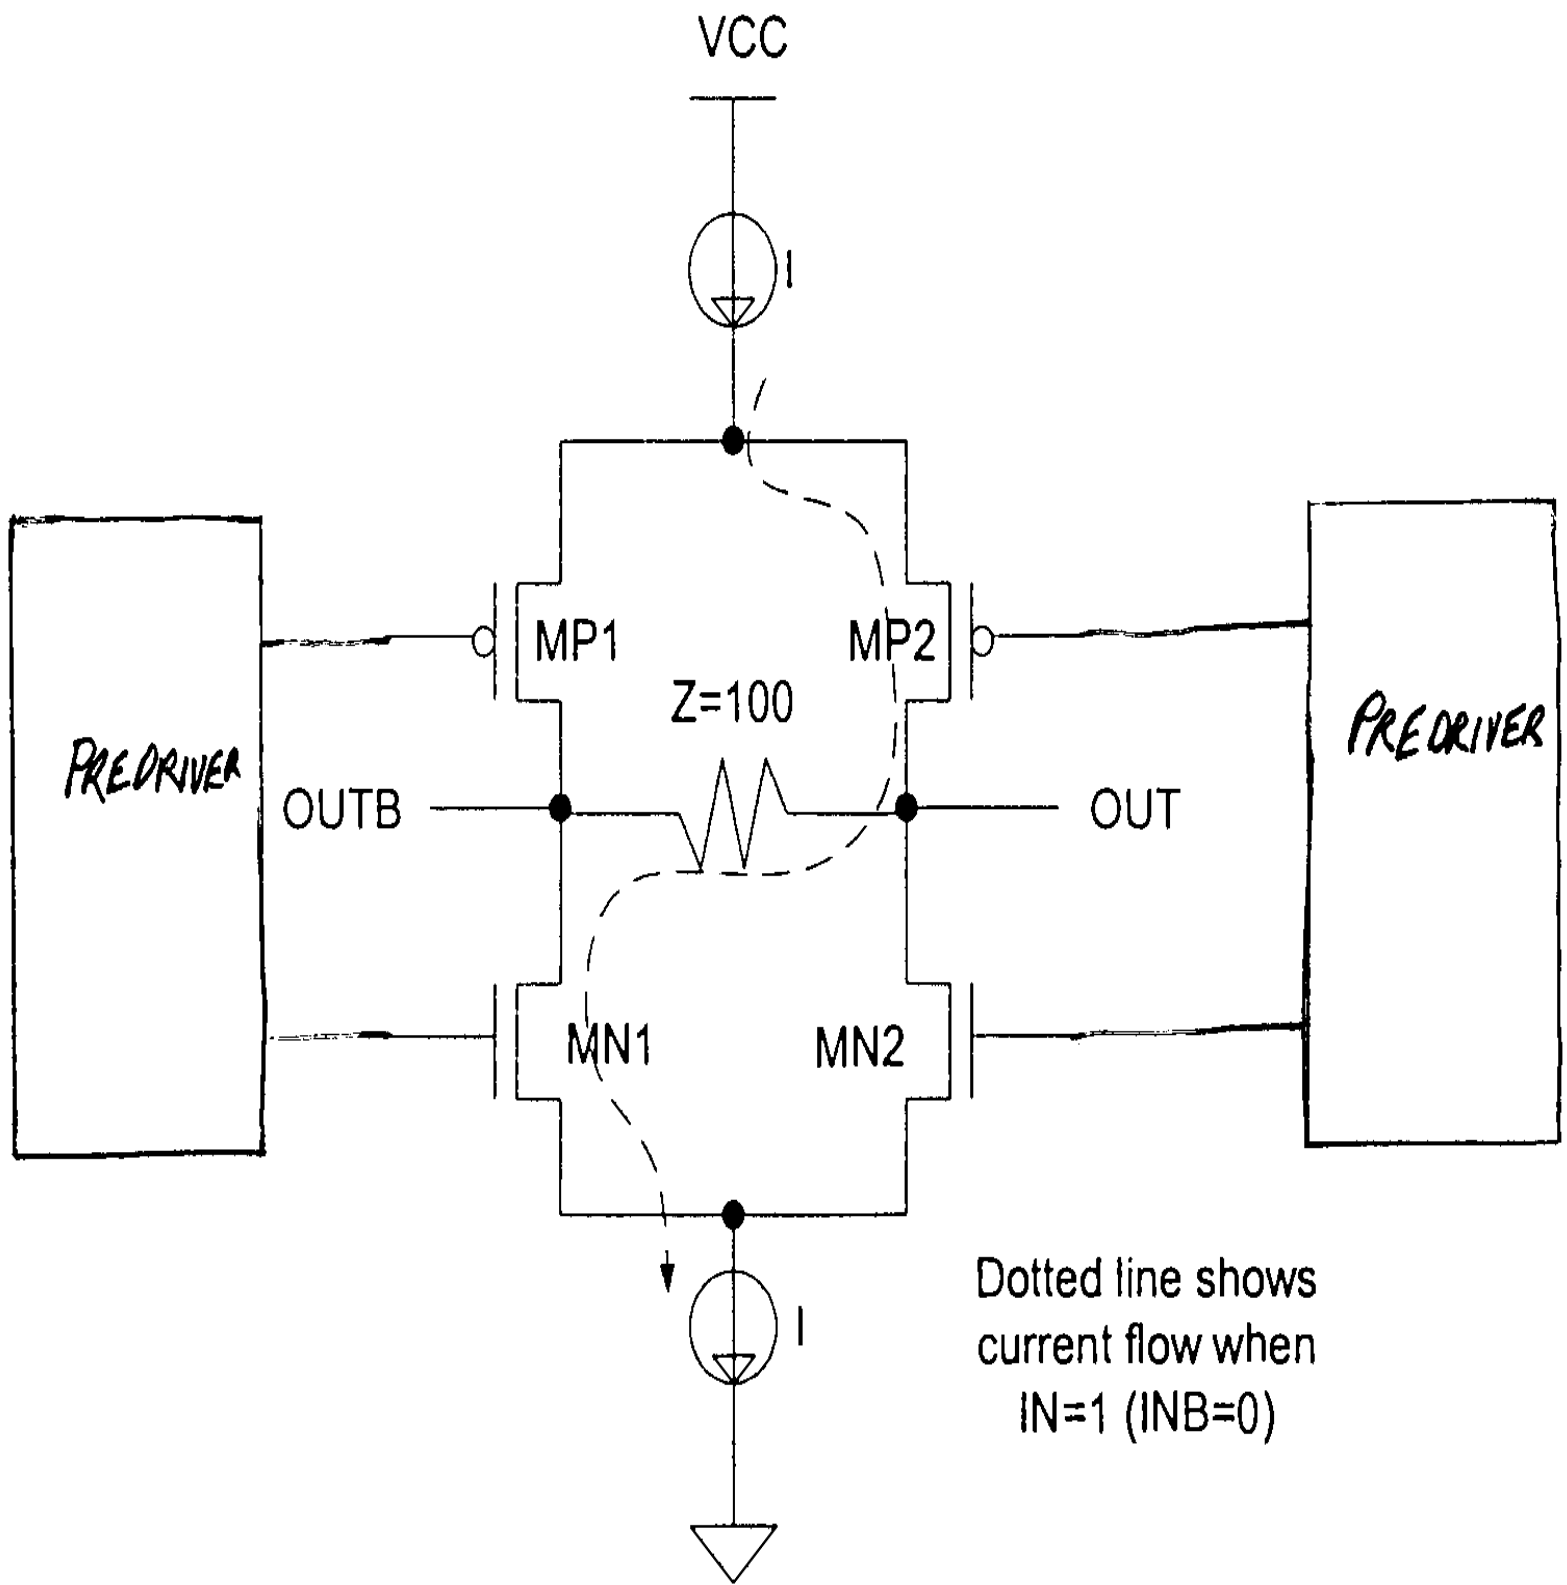 VCC
I
MP1
MP2
Z=100
PREDRIVER
PREDRIVER
OUTB
OUT
MN1
MN2
I
Dotted line shows
current flow when
IN=1 (INB=0)